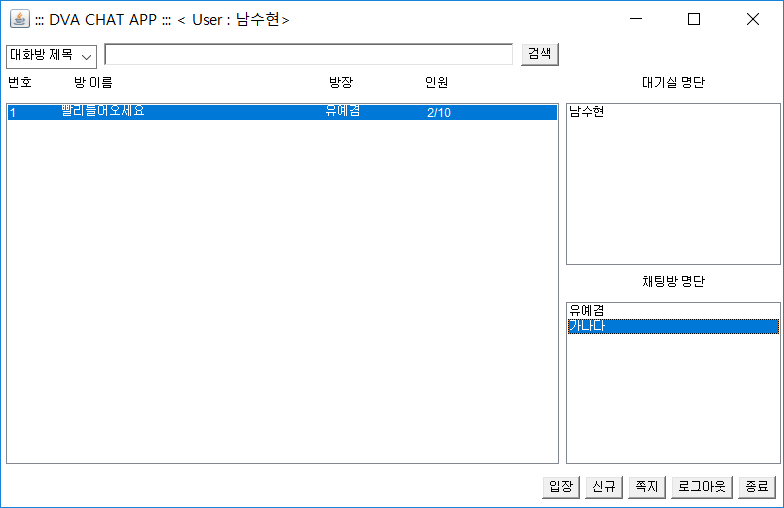 ::: DVA CHAT APP ::: < User : 남수현>
대화방 제목 검색
번호 방 이름 방장 인원
1 빨리들어오세요 유예겸 2/10
대기실 명단
남수현
채팅방 명단
유예겸
가나다
입장 신규 쪽지 로그아웃 종료